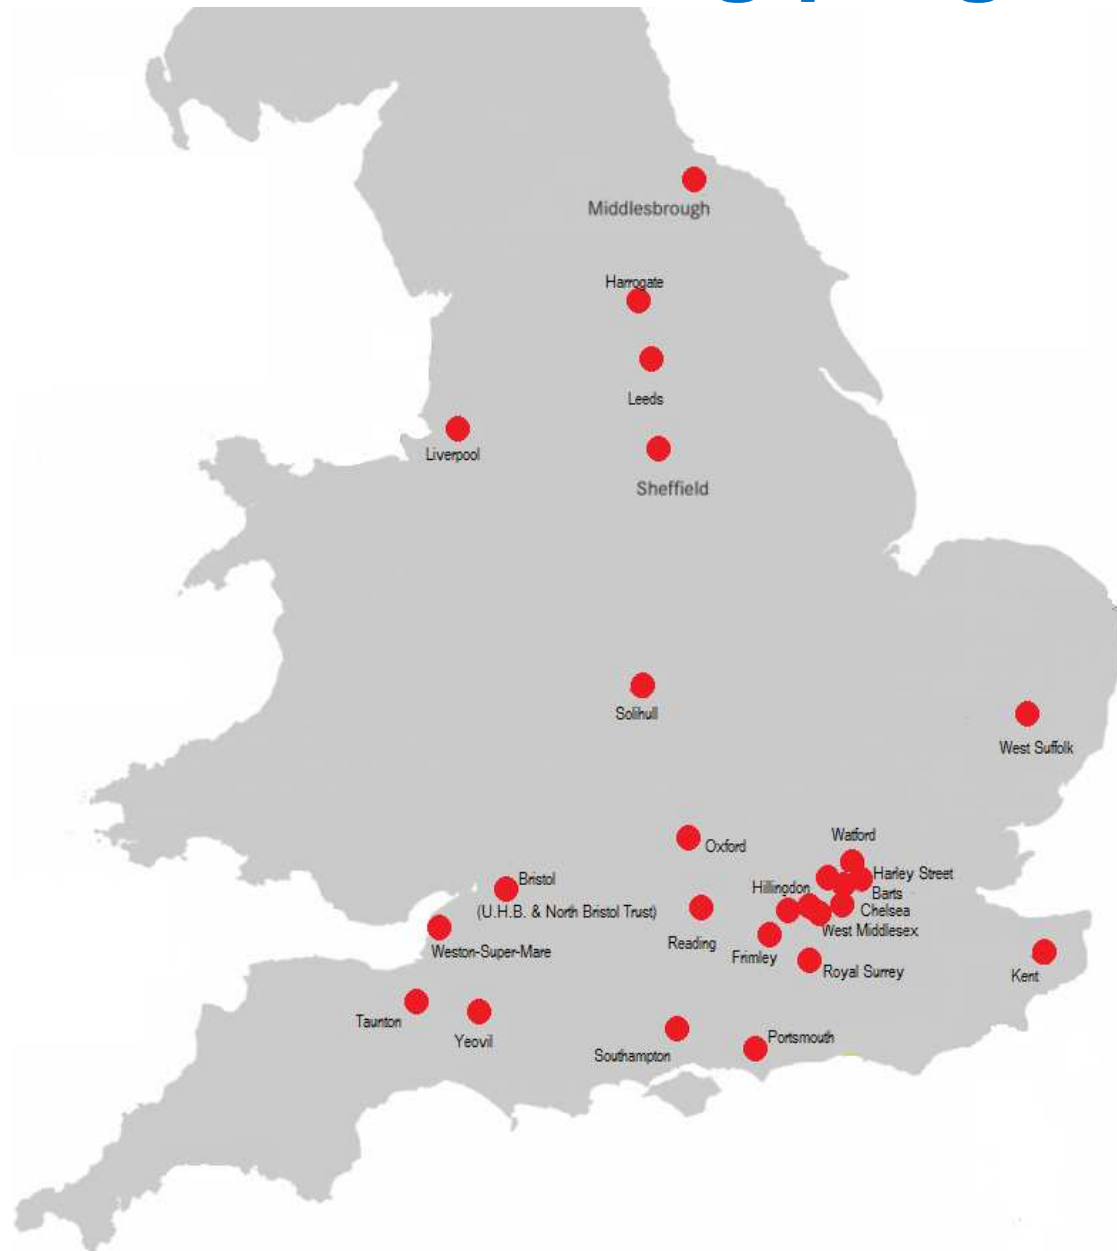 Middlesbrough
Harrogate
Leeds
Liverpool
Sheffield
Solihull
West Suffolk
Watford
Oxford
Harley Street
Bristol
Hillingdon
Barts
(U.H.B. & North Bristol Trust)
Chelsea
West Middlesex
Reading
Weston-Super-Mare
Frimley
Royal Surrey
Kent
Taunton
Yeovil
Portsmouth
Southampton